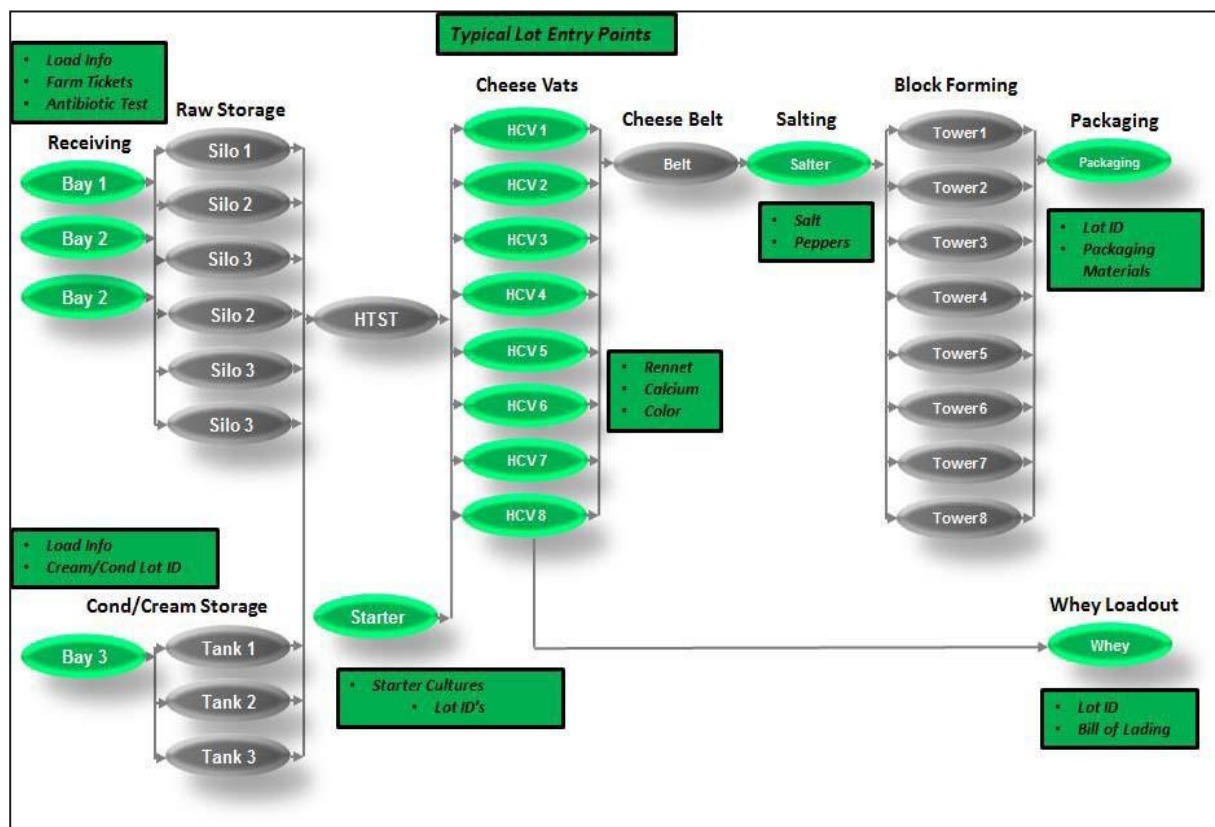 Typical Lot Entry Points
• Load Info
• Farm Tickets
• Antibiotic Test
Receiving
Bay 1
Bay 2
Bay 2
Raw Storage
Silo 1
Silo 2
Silo 3
Silo 2
Silo 3
Silo 3
HTST
Cheese Vats
HCV 1
HCV 2
HCV 3
HCV 4
HCV 5
HCV 6
HCV 7
HCV 8
• Rennet
• Calcium
• Color
Cheese Belt
Belt
Salting
Salter
• Salt
• Peppers
Block Forming
Tower1
Tower2
Tower3
Tower4
Tower5
Tower6
Tower7
Tower8
Packaging
Packaging
• Lot ID
• Packaging
Materials
• Load Info
• Cream/Cond Lot ID
Cond/Cream Storage
Bay 3
Tank 1
Tank 2
Tank 3
Starter
• Starter Cultures
• Lot ID's
Whey Loadout
Whey
• Lot ID
• Bill of Lading